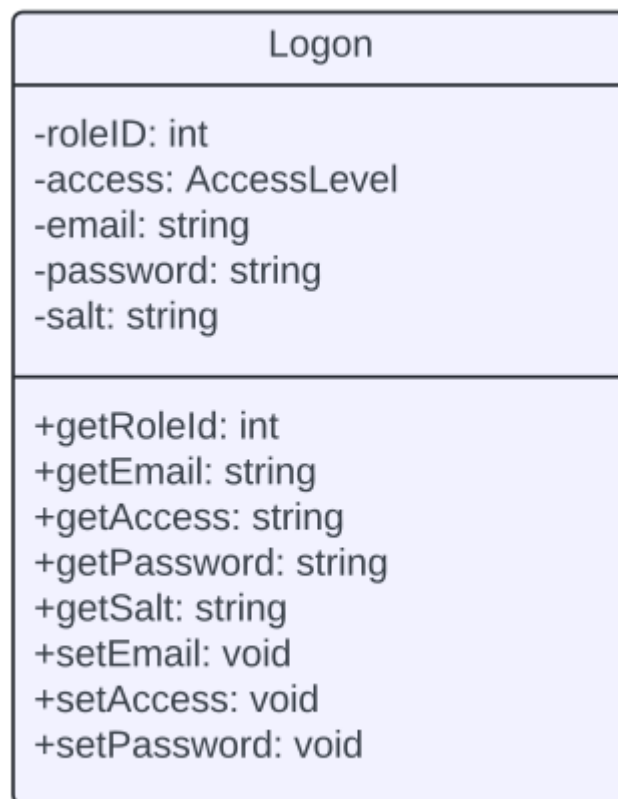 Logon
-roleID: int
-access: AccessLevel
-email: string
-password: string
-salt: string
+getRoleId: int
+getEmail: string
+getAccess: string
+getPassword: string
+getSalt: string
+setEmail: void
+setAccess: void
+setPassword: void